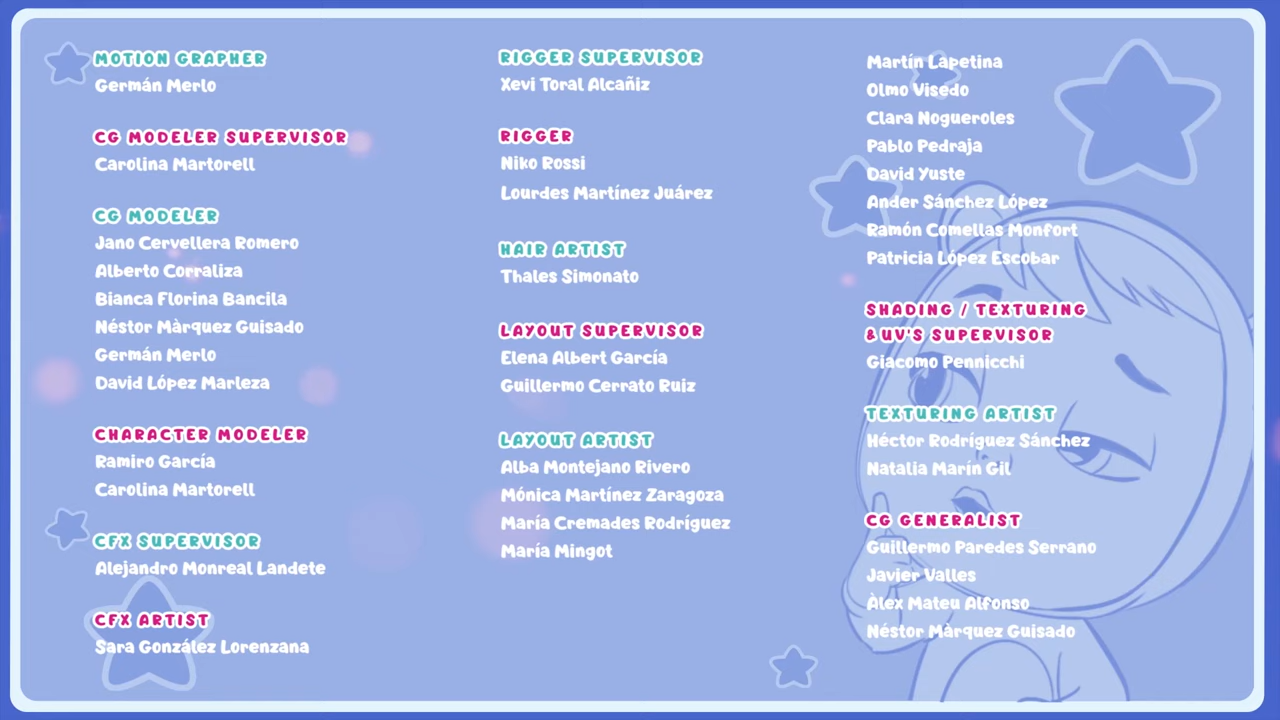 MOTION GRAPHER
Germán Merlo
CG MODELER SUPERVISOR
Carolina Martorell
CG MODELER
Jano Cervellera Romero
Alberto Corraliza
Bianca Florina Bancila
Néstor Màrquez Guisado
Germán Merlo
David López Marleza
CHARACTER MODELER
Ramiro García
Carolina Martorell
CFX SUPERVISOR
Alejandro Monreal Landete
CFX ARTIST
Sara González Lorenzana
RIGGER SUPERVISOR
Xevi Toral Alcañiz
RIGGER
Niko Rossi
Lourdes Martínez Juárez
HAIR ARTIST
Thales Simonato
LAYOUT SUPERVISOR
Elena Albert García
Guillermo Cerrato Ruiz
LAYOUT ARTIST
Alba Montejano Rivero
Mónica Martínez Zaragoza
María Cremades Rodríguez
María Mingot
Martín Lapetina
Olmo Visedo
Clara Nogueroles
Pablo Pedraja
David Yuste
Ander Sánchez López
Ramón Comellas Monfort
Patricia López Escobar
SHADING / TEXTURING
& UV'S SUPERVISOR
Giacomo Pennicchi
TEXTURING ARTIST
Héctor Rodríguez Sánchez
Natalia Marín Gil
CG GENERALIST
Guillermo Paredes Serrano
Javier Valles
Àlex Mateu Alfonso
Néstor Màrquez Guisado